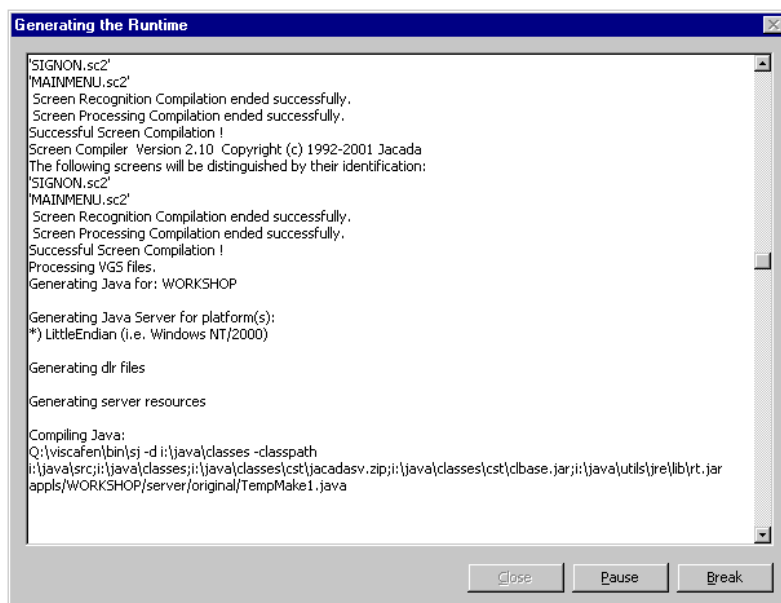 Generating the Runtime
'SIGNON.sc2'
'MAINMENU.sc2'
Screen Recognition Compilation ended successfully.
Screen Processing Compilation ended successfully.
Successful Screen Compilation !
Screen Compiler  Version 2.10  Copyright (c) 1992-2001 Jacada
The following screens will be distinguished by their identification:
'SIGNON.sc2'
'MAINMENU.sc2'
Screen Recognition Compilation ended successfully.
Screen Processing Compilation ended successfully.
Successful Screen Compilation !
Processing VGS files.
Generating Java for: WORKSHOP
Generating Java Server for platform(s):
*) LittleEndian (i.e. Windows NT/2000)
Generating dlr files
Generating server resources
Compiling Java:
Q:\viscafen\bin\sj -d i:\java\classes -classpath
i:\java\src;i:\java\classes;i:\java\classes\cst\jacadasv.zip;i:\java\classes\cst\clbase.jar;i:\java\utils\jre\lib\rt.jar
appls/WORKSHOP/server/original/TempMake1.java
Close
Pause
Break